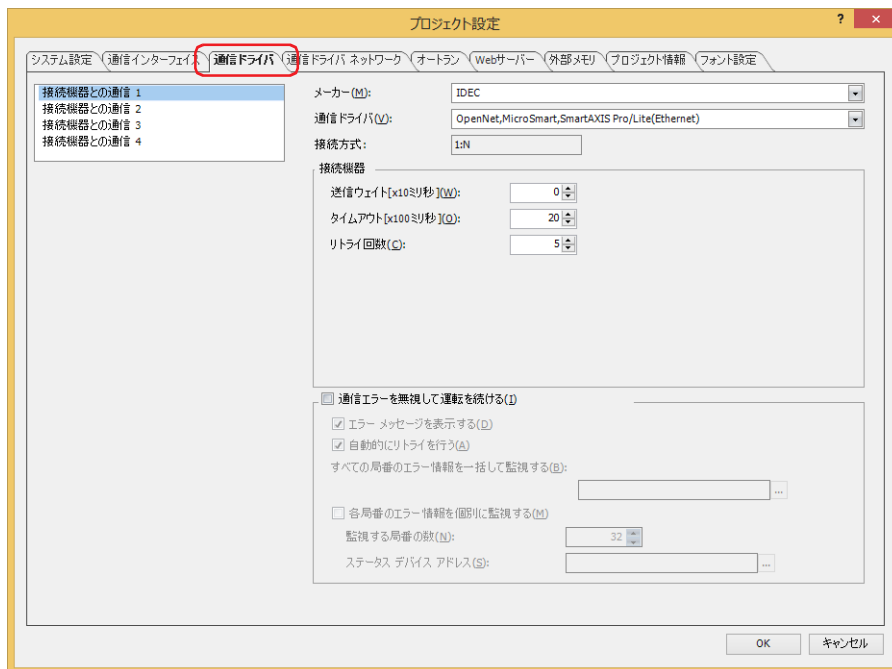 プロジェクト設定
? ×
システム設定 通信インターフェイス 通信ドライバ 通信ドライバ ネットワーク オートラン Webサーバー 外部メモリ プロジェクト情報 フォント設定
接続機器との通信 1
接続機器との通信 2
接続機器との通信 3
接続機器との通信 4
メーカー(M): IDEC
通信ドライバ(V): OpenNet,MicroSmart,SmartAXIS Pro/Lite(Ethernet)
接続方式: 1:N
接続機器
送信ウェイト[x10ミリ秒](W): 0
タイムアウト[x100ミリ秒](O): 20
リトライ回数(C): 5
通信エラーを無視して運転を続ける(I)
エラー メッセージを表示する(D)
自動的にリトライを行う(A)
すべての局番のエラー情報を一括して監視する(B):
...
各局番のエラー情報を個別に監視する(M)
監視する局番の数(N): 32
ステータス デバイス アドレス(S): ...
OK キャンセル